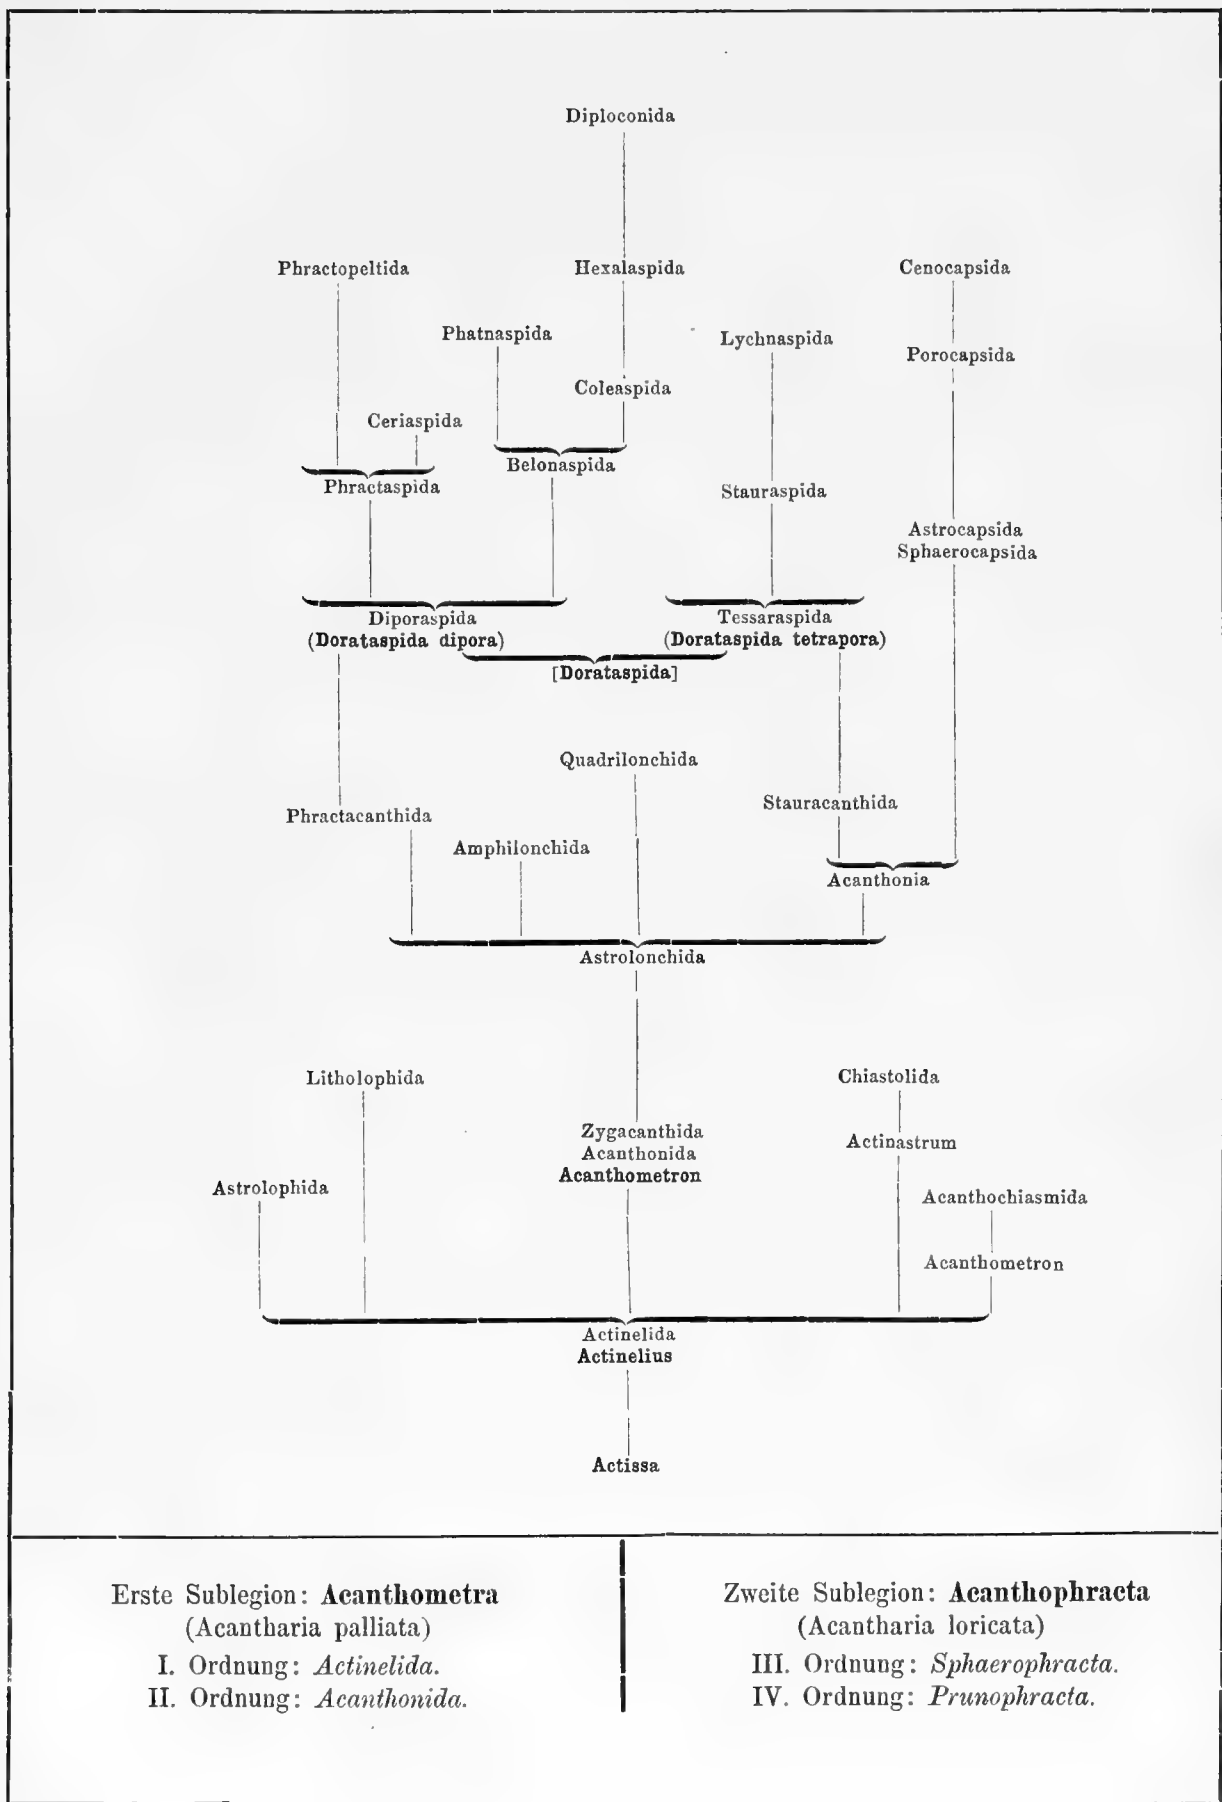 Diploconida
Phractopeltida
Hexalaspida
Cenocapsida
Phatnaspida
Lychnaspida
Porocapsida
Coleaspida
Ceriaspida
Belonaspida
Phractaspida
Stauraspida
Astrocapsida
Sphaerocapsida
Diporaspida
(Dorataspida dipora)
Tessaraspida
(Dorataspida tetrapora)
[Dorataspida]
Quadrilonchida
Stauracanthida
Phractacanthida
Amphilonchida
Acanthonia
Astrolonchida
Litholophida
Chiastolida
Zygacanthida
Acanthonida
Acanthometron
Actinastrum
Astrolophida
Acanthochiasmida
Acanthometron
Actinelida
Actinelius
Actissa
Erste Sublegion: Acanthometra
(Acantharia palliata)
I. Ordnung: Actinelida.
II. Ordnung: Acanthonida.
Zweite Sublegion: Acanthophracta
(Acantharia loricata)
III. Ordnung: Sphaerophracta.
IV. Ordnung: Prunophracta.